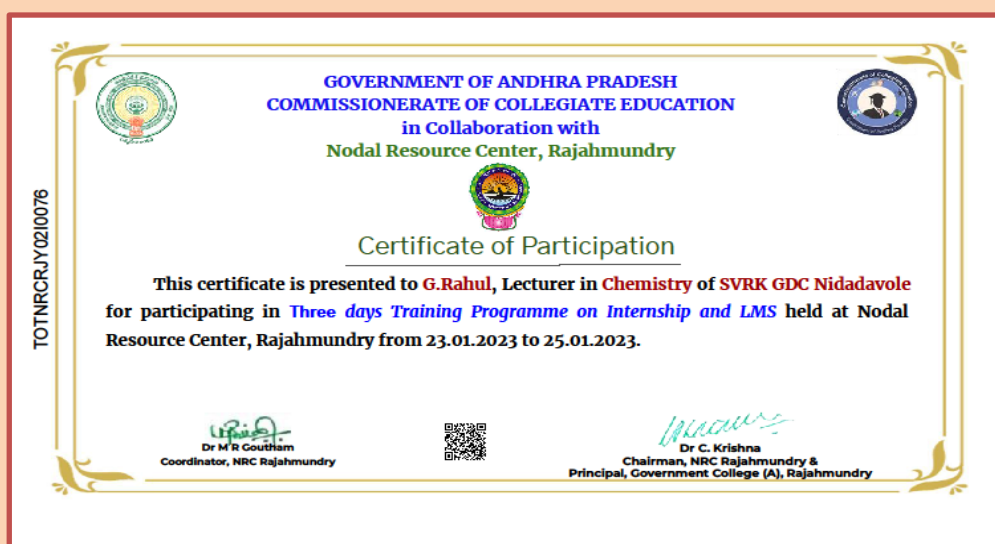 GOVERNMENT OF ANDHRA PRADESH
COMMISSIONERATE OF COLLEGIATE EDUCATION
in Collaboration with
Nodal Resource Center, Rajahmundry
TOTNRCRJY02I0076
Certificate of Participation
This certificate is presented to G.Rahul, Lecturer in Chemistry of SVRK GDC Nidadavole
for participating in Three days Training Programme on Internship and LMS held at Nodal
Resource Center, Rajahmundry from 23.01.2023 to 25.01.2023.
Dr M R Goutham
Coordinator, NRC Rajahmundry
Dr C. Krishna
Chairman, NRC Rajahmundry &
Principal, Government College (A), Rajahmundry